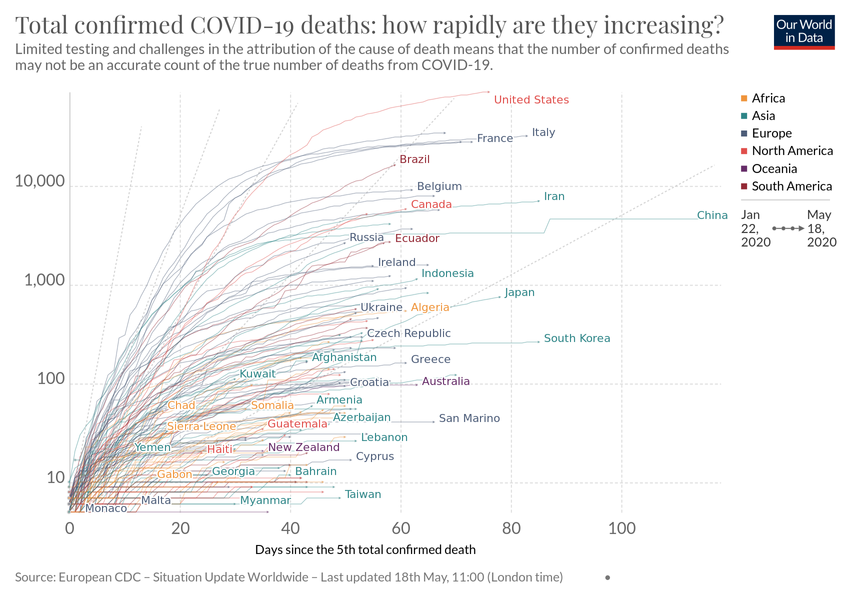 Total confirmed COVID-19 deaths: how rapidly are they increasing?
Our World
in Data
Limited testing and challenges in the attribution of the cause of death means that the number of confirmed deaths
may not be an accurate count of the true number of deaths from COVID-19.
Africa
Asia
Europe
North America
Oceania
South America
Jan
22,
2020
May
18,
2020
United States
Italy
France
Brazil
10,000
Belgium
Iran
Canada
China
Russia
Ecuador
Ireland
Indonesia
1,000
Japan
Ukraine
Algeria
Czech Republic
South Korea
Afghanistan
Greece
Kuwait
100
Croatia
Australia
Armenia
Chad
Somalia
Azerbaijan
San Marino
Sierra Leone
Guatemala
Lebanon
Yemen
Haiti
New Zealand
Cyprus
Gabon
Georgia
Bahrain
10
Malta
Myanmar
Taiwan
Monaco
0
20
40
60
80
100
Days since the 5th total confirmed death
Source: European CDC – Situation Update Worldwide – Last updated 18th May, 11:00 (London time)